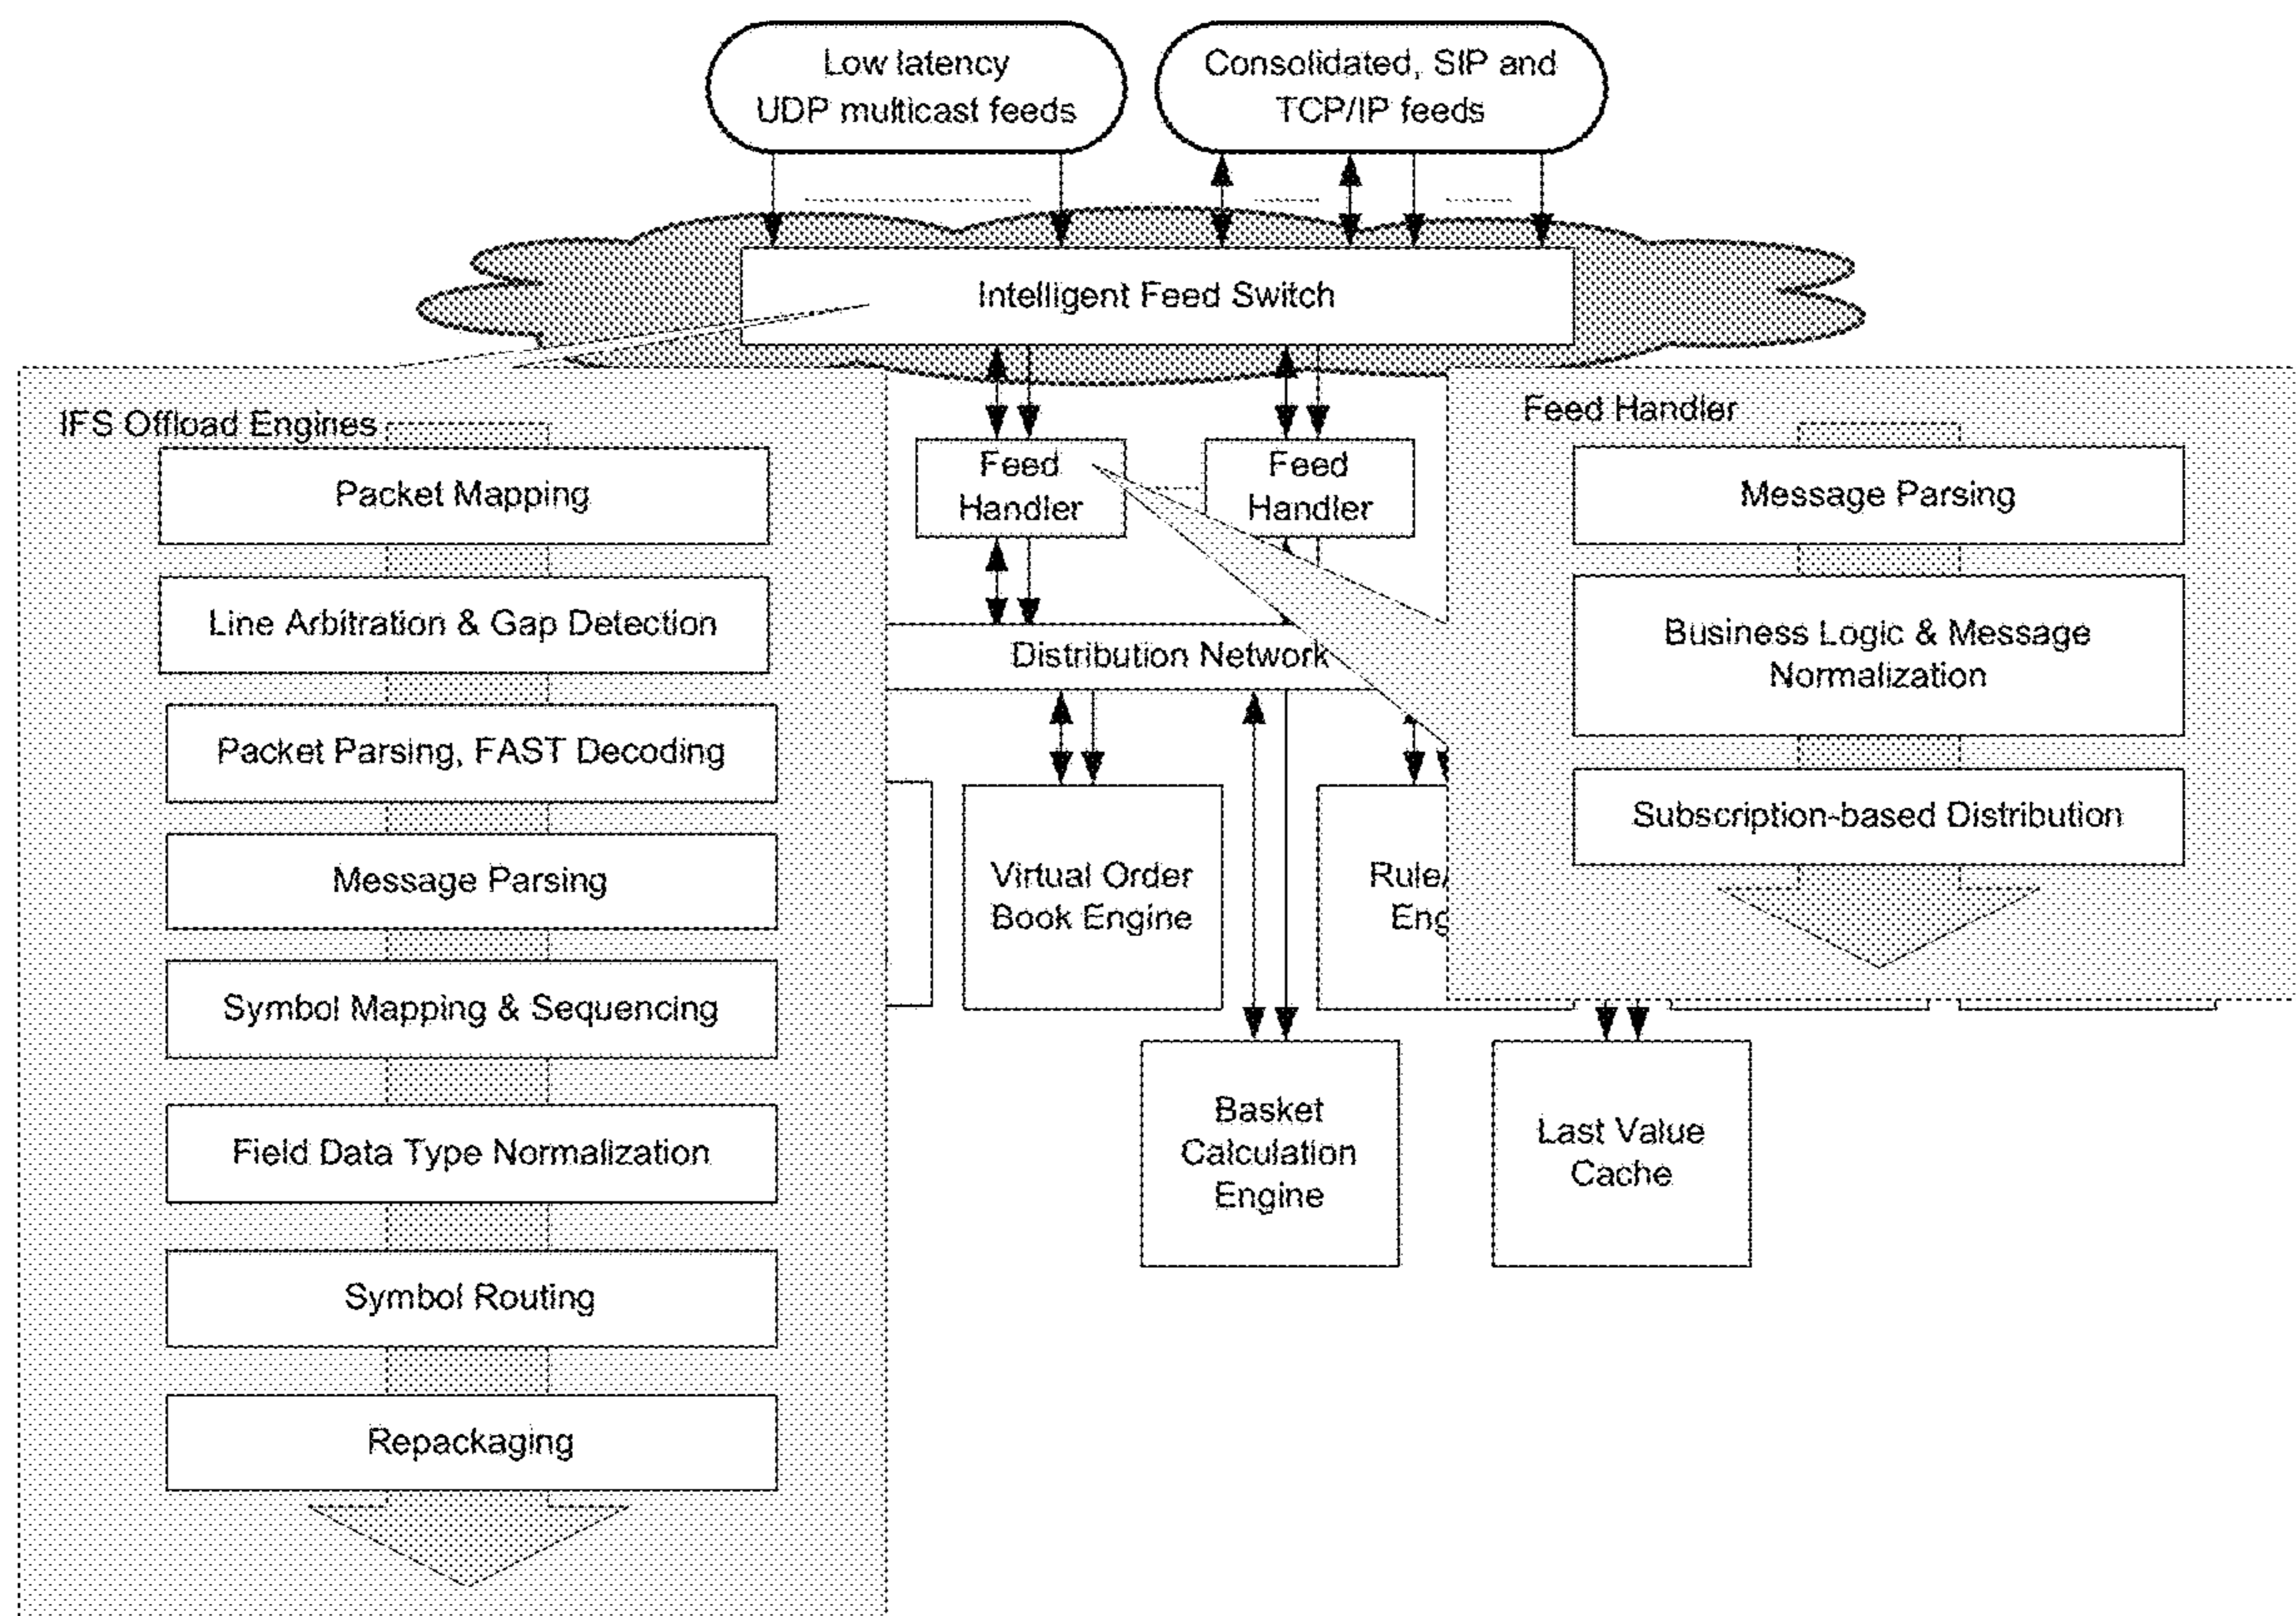 Low latency
UDP multicast feeds
Consolidated, SIP and
TCP/IP feeds
Intelligent Feed Switch
IFS Offload Engines
Packet Mapping
Line Arbitration & Gap Detection
Packet Parsing, FAST Decoding
Message Parsing
Symbol Mapping & Sequencing
Field Data Type Normalization
Symbol Routing
Repackaging
Feed
Handler
Feed
Handler
Distribution Network
Virtual Order
Book Engine
Rule/
Eng
Basket
Calculation
Engine
Last Value
Cache
Feed Handler
Message Parsing
Business Logic & Message
Normalization
Subscription-based Distribution